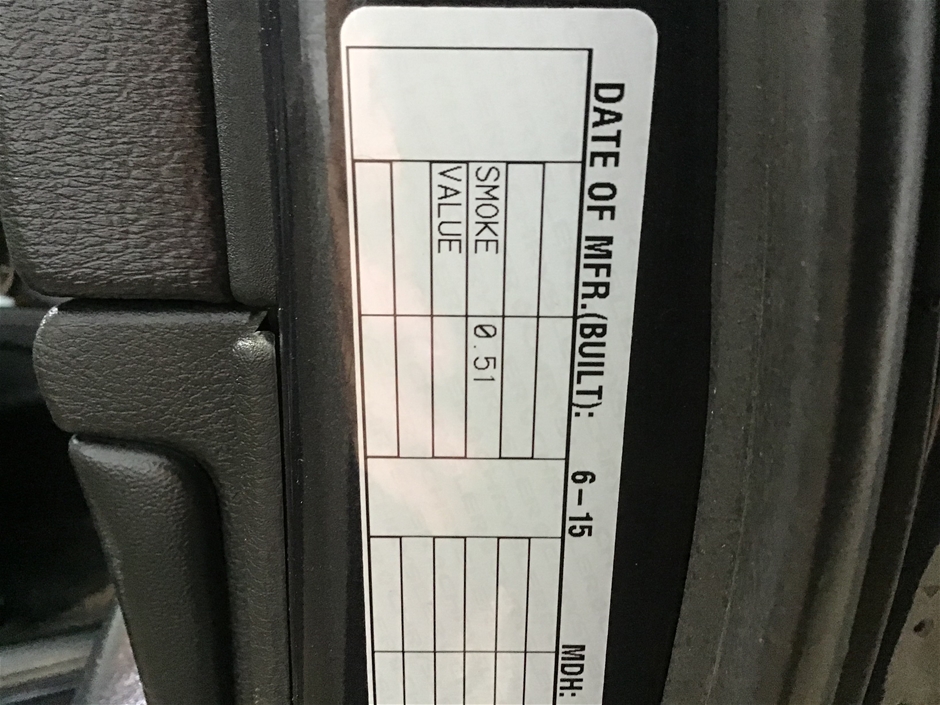 DATE OF MFR.(BUILT): 6-15 MDH:
SMOKE 0.51
VALUE